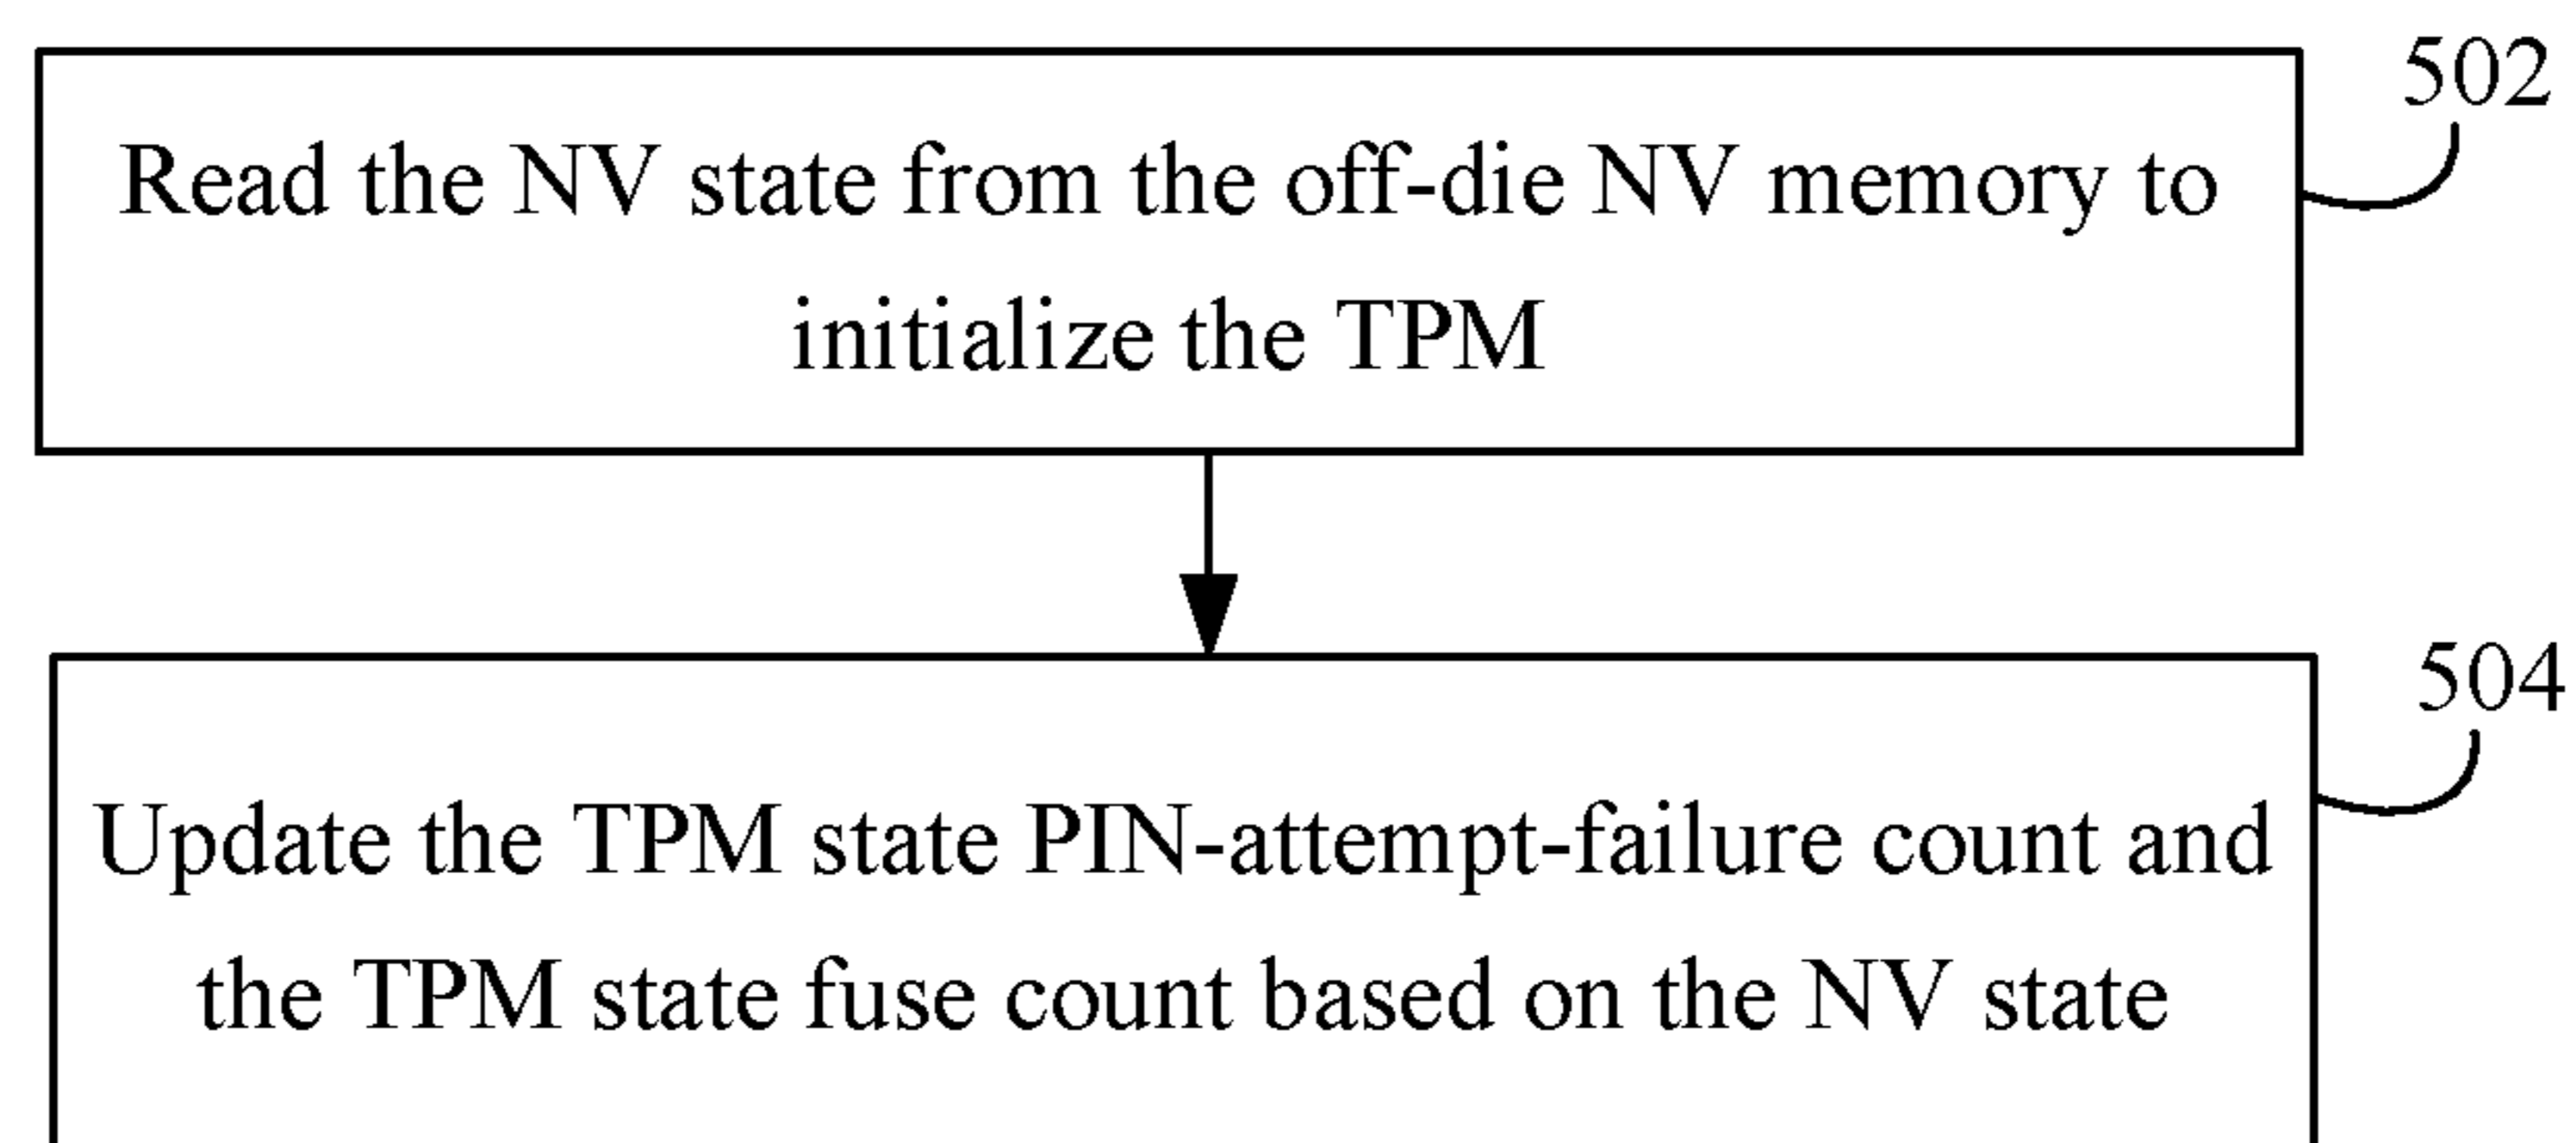 502
Read the NV state from the off-die NV memory to
initialize the TPM
504
Update the TPM state PIN-attempt-failure count and
the TPM state fuse count based on the NV state